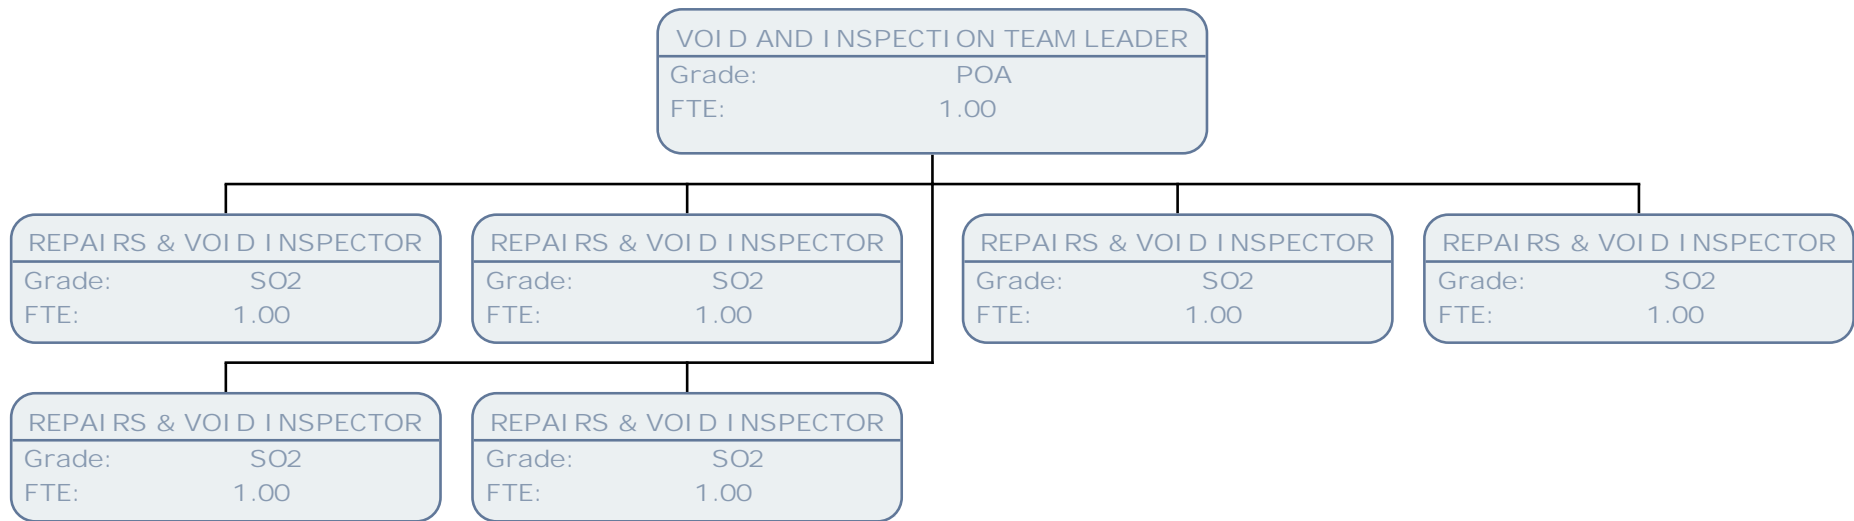 VOID AND INSPECTION TEAM LEADER
Grade: POA
FTE: 1.00
REPAIRS & VOID INSPECTOR
Grade: SO2
FTE: 1.00
REPAIRS & VOID INSPECTOR
Grade: SO2
FTE: 1.00
REPAIRS & VOID INSPECTOR
Grade: SO2
FTE: 1.00
REPAIRS & VOID INSPECTOR
Grade: SO2
FTE: 1.00
REPAIRS & VOID INSPECTOR
Grade: SO2
FTE: 1.00
REPAIRS & VOID INSPECTOR
Grade: SO2
FTE: 1.00